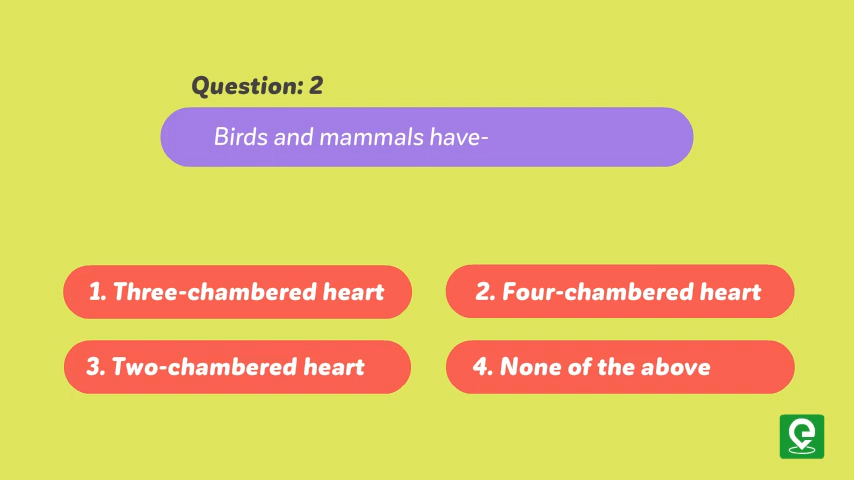 Question: 2
Birds and mammals have-
1. Three-chambered heart
2. Four-chambered heart
3. Two-chambered heart
4. None of the above